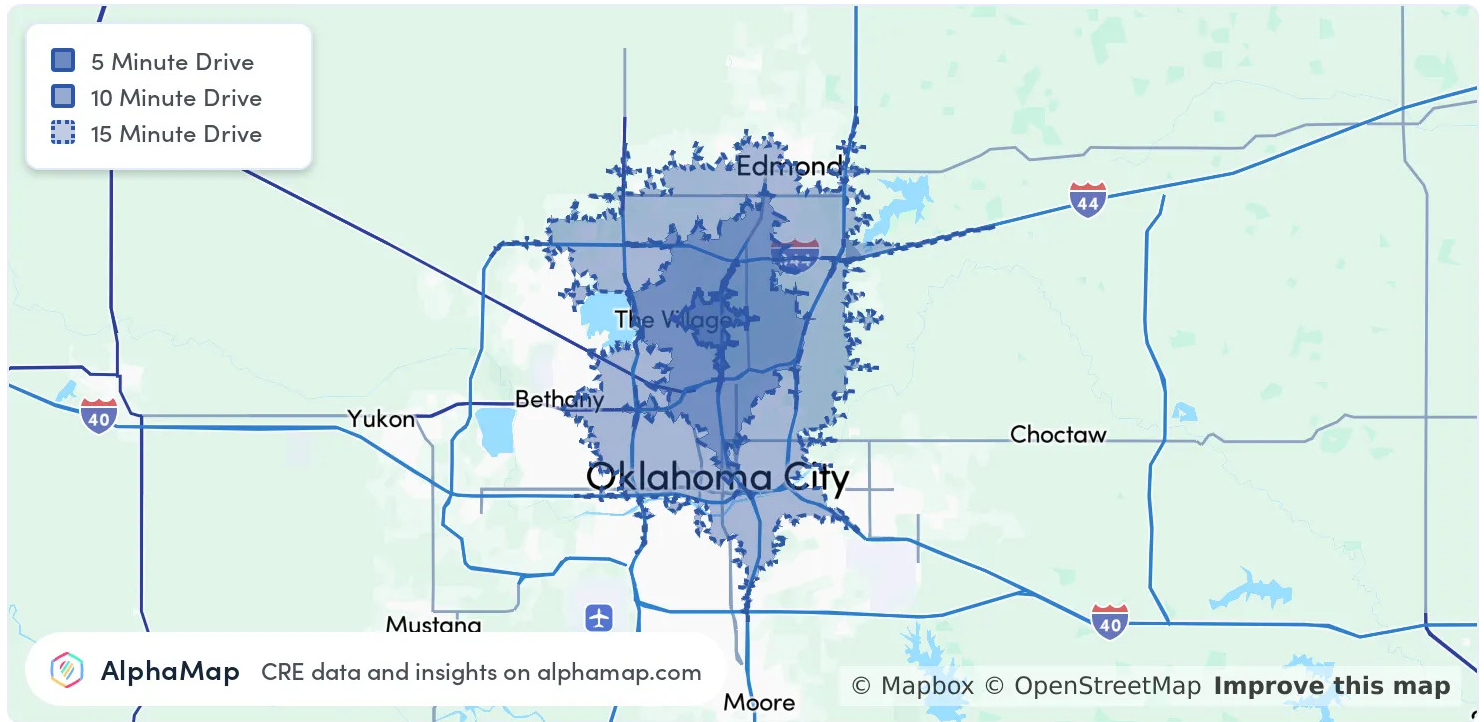 5 Minute Drive
10 Minute Drive
15 Minute Drive
Edmond
44
The Village
40
Yukon
Bethany
Choctaw
Oklahoma City
Mustang
40
AlphaMap CRE data and insights on alphamap.com
© Mapbox © OpenStreetMap Improve this map
Moore